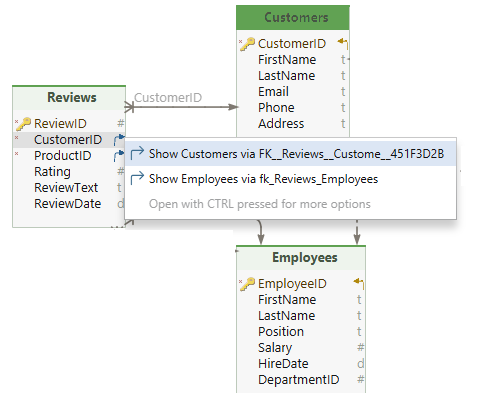 Customers
CustomerID
FirstName t
LastName t
Email t
Phone t
Address t
CustomerID
Reviews
ReviewID #
CustomerID
ProductID
Rating #
ReviewText t
ReviewDate d
Show Customers via FK__Reviews__Custome__451F3D2B
Show Employees via fk_Reviews_Employees
Open with CTRL pressed for more options
Employees
EmployeeID
FirstName t
LastName t
Position t
Salary #
HireDate d
DepartmentID #